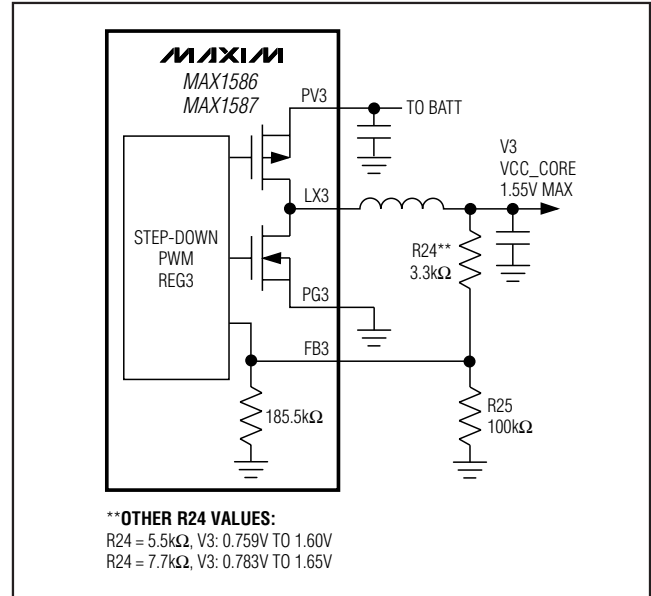 MAXIM
MAX1586
MAX1587
PV3
TO BATT
V3
VCC_CORE
1.55V MAX
LX3
STEP-DOWN
PWM
REG3
R24**
3.3kΩ
PG3
FB3
185.5kΩ
R25
100kΩ
**OTHER R24 VALUES:
R24 = 5.5kΩ, V3: 0.759V TO 1.60V
R24 = 7.7kΩ, V3: 0.783V TO 1.65V